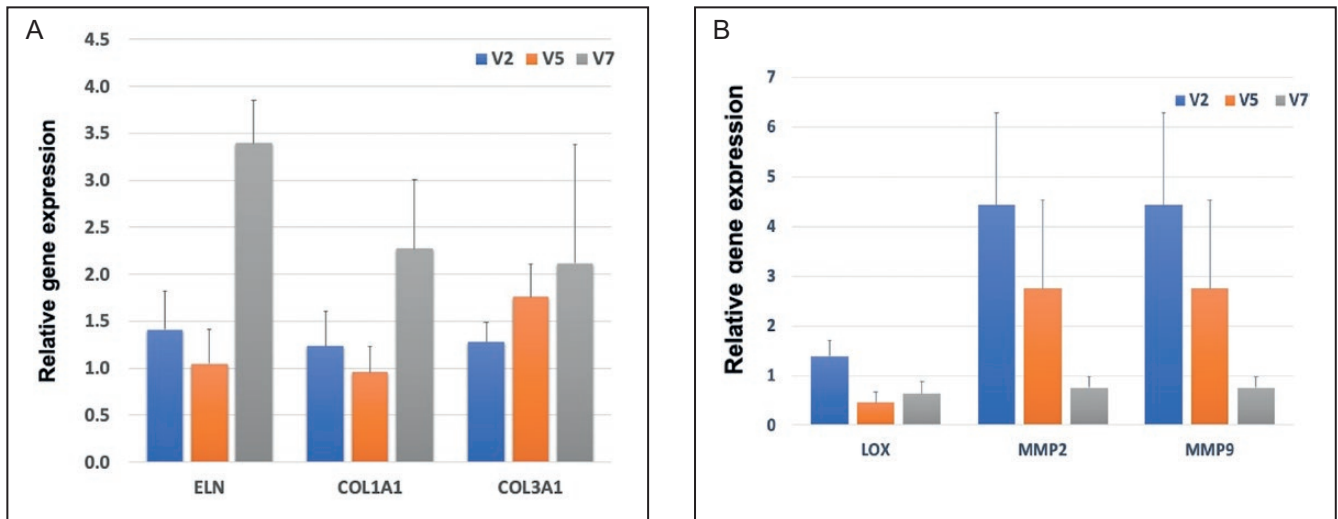 A
4.5
V2 V5 V7
4.0
3.5
3.0
2.5
2.0
1.5
1.0
0.5
0.0
Relative gene expression
ELN COL1A1 COL3A1
B
7
V2 V5 V7
6
5
4
3
2
1
0
Relative gene expression
LOX MMP2 MMP9